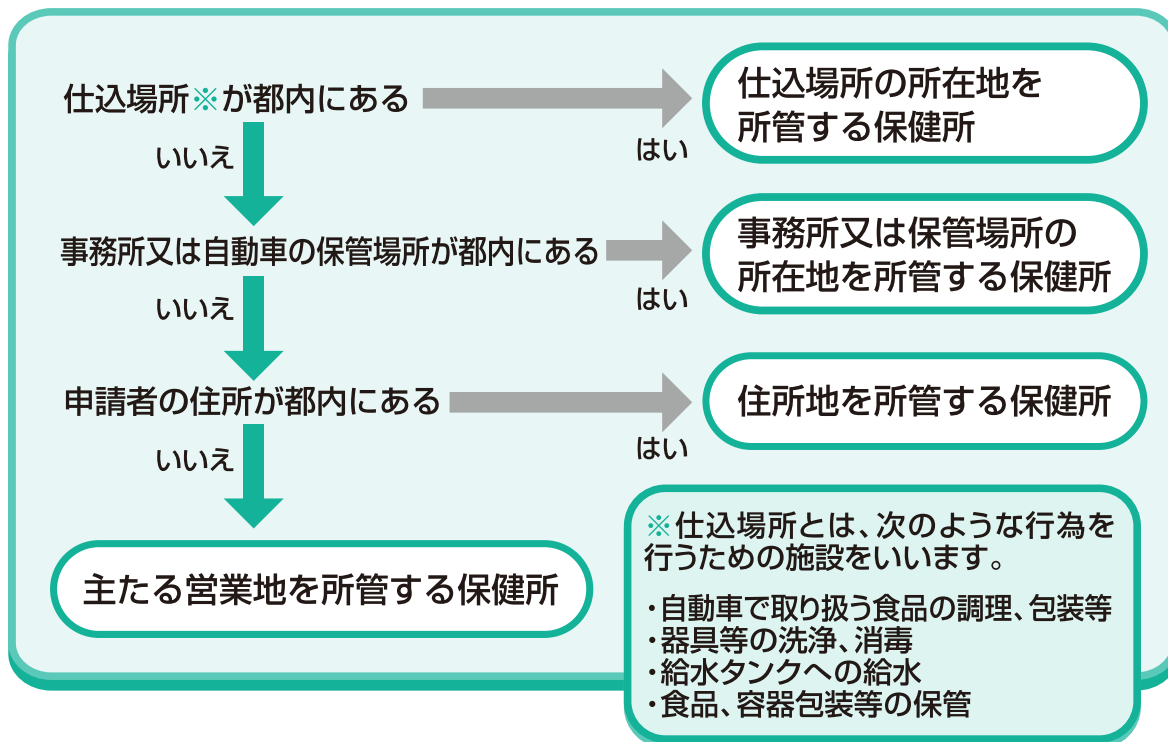 仕込場所※が都内にある
はい
仕込場所の所在地を
所管する保健所
いいえ
事務所又は自動車の保管場所が都内にある
はい
事務所又は保管場所の
所在地を所管する保健所
いいえ
申請者の住所が都内にある
はい
住所地を所管する保健所
いいえ
主たる営業地を所管する保健所
※仕込場所とは、次のような行為を
行うための施設をいいます。
・自動車で取り扱う食品の調理、包装等
・器具等の洗浄、消毒
・給水タンクへの給水
・食品、容器包装等の保管